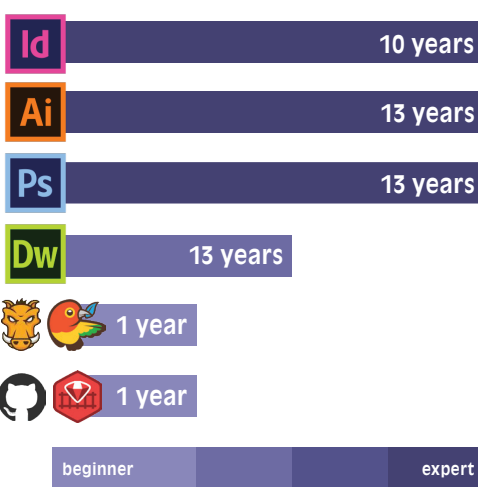 Id 10 years
Ai 13 years
Ps 13 years
Dw 13 years
1 year
1 year
beginner expert